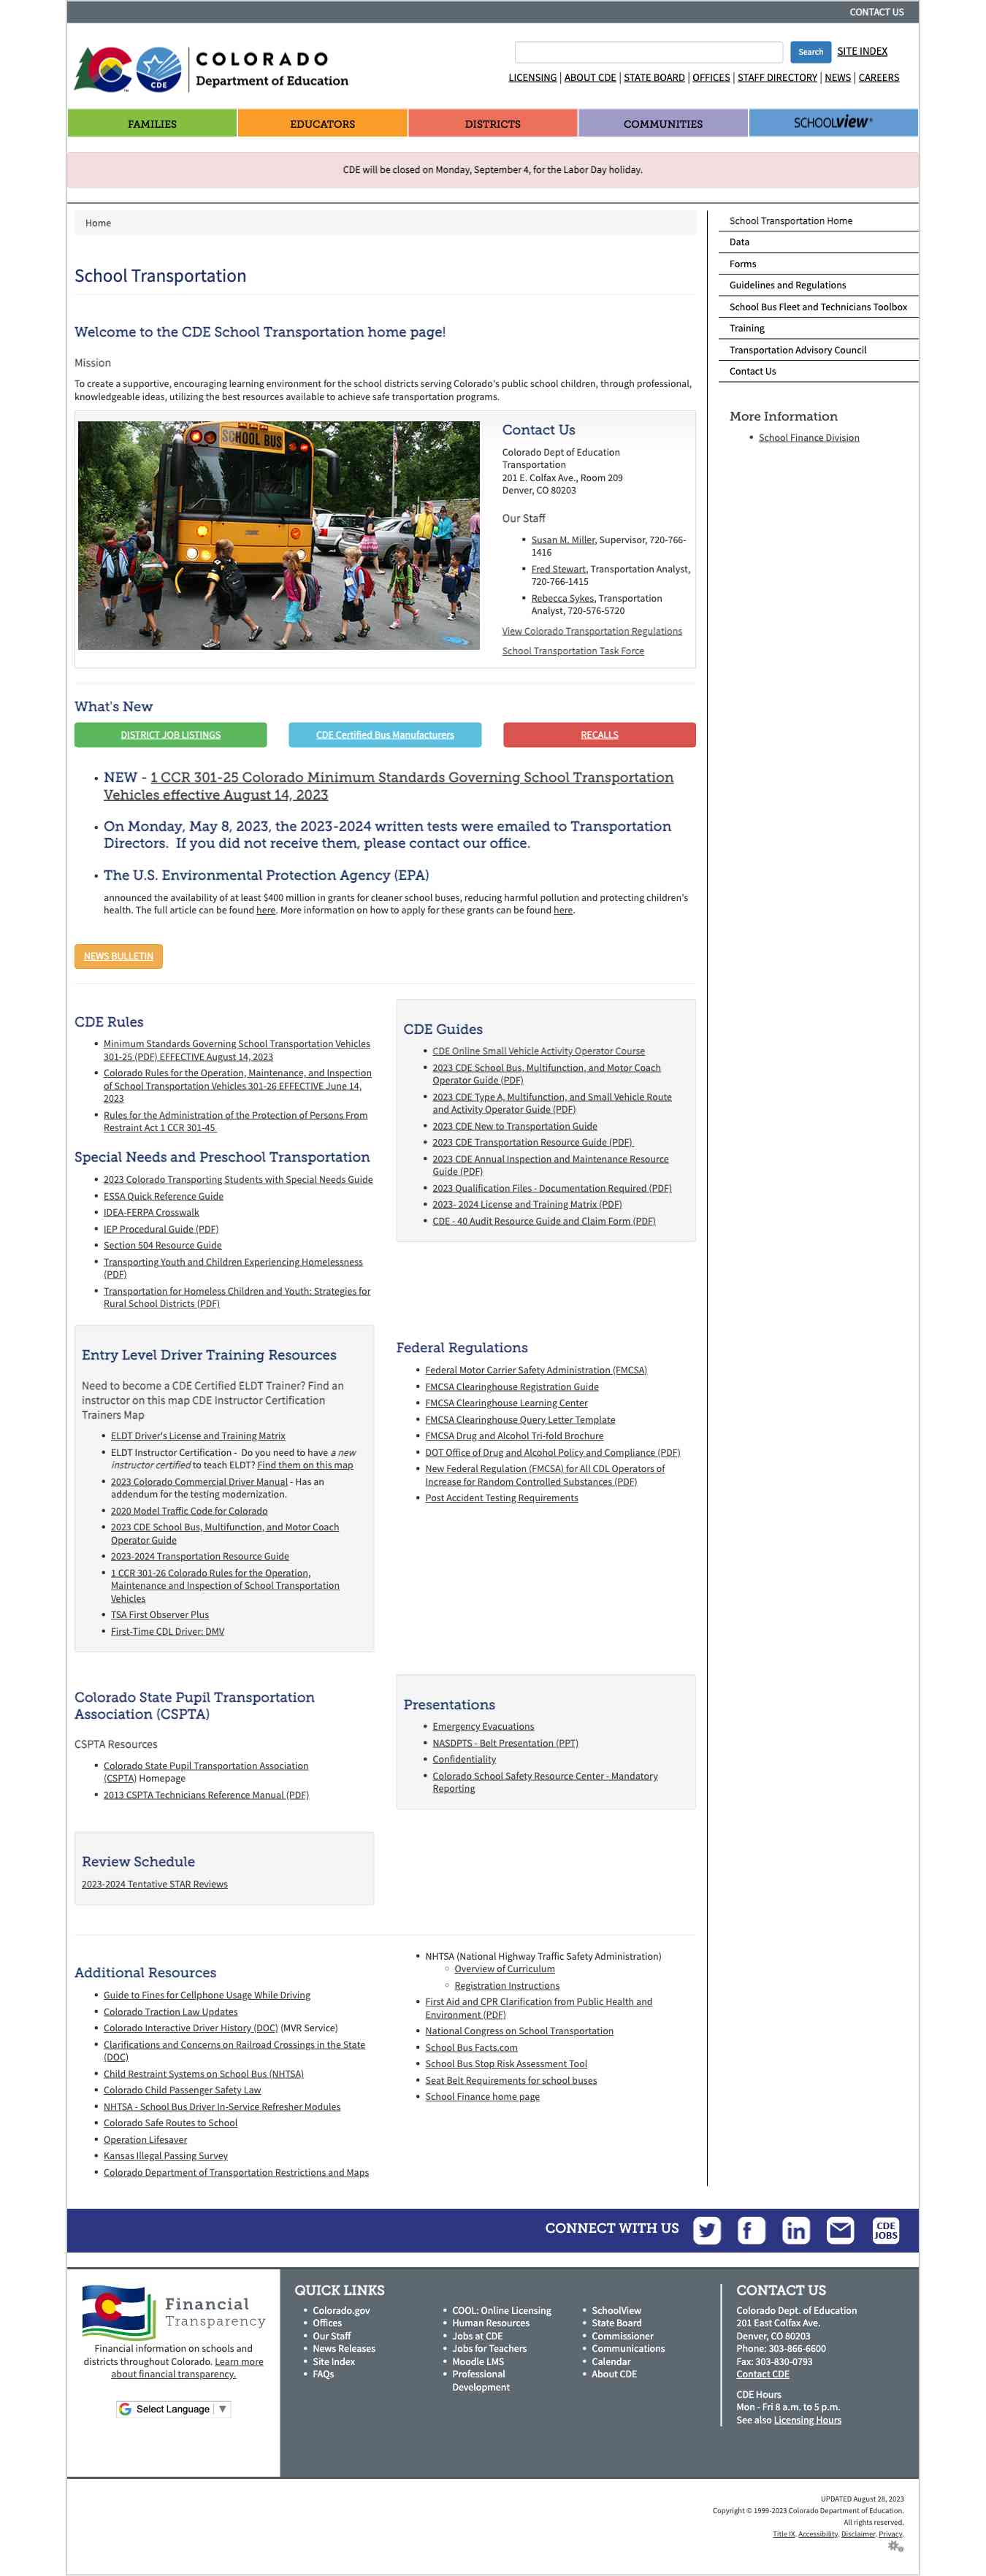 CONTACT US
COLORADO
Department of Education
CDE
Search
SITE INDEX
LICENSING | ABOUT CDE | STATE BOARD | OFFICES | STAFF DIRECTORY | NEWS | CAREERS
FAMILIES
EDUCATORS
DISTRICTS
COMMUNITIES
SCHOOLVIEW®
CDE will be closed on Monday, September 4, for the Labor Day holiday.
Home
School Transportation
Welcome to the CDE School Transportation home page!
Mission
To create a supportive, encouraging learning environment for the school districts serving Colorado's public school children, through professional,
knowledgeable ideas, utilizing the best resources available to achieve safe transportation programs.
SCHOOL BUS
Contact Us
Colorado Dept of Education
Transportation
201 E. Colfax Ave., Room 209
Denver, CO 80203
Our Staff
Susan M. Miller, Supervisor, 720-766-
1416
Fred Stewart, Transportation Analyst,
720-766-1415
Rebecca Sykes, Transportation
Analyst, 720-576-5720
View Colorado Transportation Regulations
School Transportation Task Force
School Transportation Home
Data
Forms
Guidelines and Regulations
School Bus Fleet and Technicians Toolbox
Training
Transportation Advisory Council
Contact Us
More Information
School Finance Division
What's New
DISTRICT JOB LISTINGS
CDE Certified Bus Manufacturers
RECALLS
NEW - 1 CCR 301-25 Colorado Minimum Standards Governing School Transportation
Vehicles effective August 14, 2023
On Monday, May 8, 2023, the 2023-2024 written tests were emailed to Transportation
Directors.  If you did not receive them, please contact our office.
The U.S. Environmental Protection Agency (EPA)
announced the availability of at least $400 million in grants for cleaner school buses, reducing harmful pollution and protecting children's
health. The full article can be found here. More information on how to apply for these grants can be found here.
NEWS BULLETIN
CDE Rules
Minimum Standards Governing School Transportation Vehicles
301-25 (PDF) EFFECTIVE August 14, 2023
Colorado Rules for the Operation, Maintenance, and Inspection
of School Transportation Vehicles 301-26 EFFECTIVE June 14,
2023
Rules for the Administration of the Protection of Persons From
Restraint Act 1 CCR 301-45
Special Needs and Preschool Transportation
2023 Colorado Transporting Students with Special Needs Guide
ESSA Quick Reference Guide
IDEA-FERPA Crosswalk
IEP Procedural Guide (PDF)
Section 504 Resource Guide
Transporting Youth and Children Experiencing Homelessness
(PDF)
Transportation for Homeless Children and Youth: Strategies for
Rural School Districts (PDF)
CDE Guides
CDE Online Small Vehicle Activity Operator Course
2023 CDE School Bus, Multifunction, and Motor Coach
Operator Guide (PDF)
2023 CDE Type A, Multifunction, and Small Vehicle Route
and Activity Operator Guide (PDF)
2023 CDE New to Transportation Guide
2023 CDE Transportation Resource Guide (PDF)
2023 CDE Annual Inspection and Maintenance Resource
Guide (PDF)
2023 Qualification Files - Documentation Required (PDF)
2023- 2024 License and Training Matrix (PDF)
CDE - 40 Audit Resource Guide and Claim Form (PDF)
Entry Level Driver Training Resources
Need to become a CDE Certified ELDT Trainer? Find an
instructor on this map CDE Instructor Certification
Trainers Map
ELDT Driver's License and Training Matrix
ELDT Instructor Certification -  Do you need to have a new
instructor certified to teach ELDT? Find them on this map
2023 Colorado Commercial Driver Manual - Has an
addendum for the testing modernization.
2020 Model Traffic Code for Colorado
2023 CDE School Bus, Multifunction, and Motor Coach
Operator Guide
2023-2024 Transportation Resource Guide
1 CCR 301-26 Colorado Rules for the Operation,
Maintenance and Inspection of School Transportation
Vehicles
TSA First Observer Plus
First-Time CDL Driver: DMV
Federal Regulations
Federal Motor Carrier Safety Administration (FMCSA)
FMCSA Clearinghouse Registration Guide
FMCSA Clearinghouse Learning Center
FMCSA Clearinghouse Query Letter Template
FMCSA Drug and Alcohol Tri-fold Brochure
DOT Office of Drug and Alcohol Policy and Compliance (PDF)
New Federal Regulation (FMCSA) for All CDL Operators of
Increase for Random Controlled Substances (PDF)
Post Accident Testing Requirements
Colorado State Pupil Transportation
Association (CSPTA)
CSPTA Resources
Colorado State Pupil Transportation Association
(CSPTA) Homepage
2013 CSPTA Technicians Reference Manual (PDF)
Presentations
Emergency Evacuations
NASDPTS - Belt Presentation (PPT)
Confidentiality
Colorado School Safety Resource Center - Mandatory
Reporting
Review Schedule
2023-2024 Tentative STAR Reviews
Additional Resources
Guide to Fines for Cellphone Usage While Driving
Colorado Traction Law Updates
Colorado Interactive Driver History (DOC) (MVR Service)
Clarifications and Concerns on Railroad Crossings in the State
(DOC)
Child Restraint Systems on School Bus (NHTSA)
Colorado Child Passenger Safety Law
NHTSA - School Bus Driver In-Service Refresher Modules
Colorado Safe Routes to School
Operation Lifesaver
Kansas Illegal Passing Survey
Colorado Department of Transportation Restrictions and Maps
NHTSA (National Highway Traffic Safety Administration)
Overview of Curriculum
Registration Instructions
First Aid and CPR Clarification from Public Health and
Environment (PDF)
National Congress on School Transportation
School Bus Facts.com
School Bus Stop Risk Assessment Tool
Seat Belt Requirements for school buses
School Finance home page
CONNECT WITH US
CDE
JOBS
Financial
Transparency
Financial information on schools and
districts throughout Colorado. Learn more
about financial transparency.
Select Language
QUICK LINKS
Colorado.gov
Offices
Our Staff
News Releases
Site Index
FAQs
COOL: Online Licensing
Human Resources
Jobs at CDE
Jobs for Teachers
Moodle LMS
Professional
Development
SchoolView
State Board
Commissioner
Communications
Calendar
About CDE
CONTACT US
Colorado Dept. of Education
201 East Colfax Ave.
Denver, CO 80203
Phone: 303-866-6600
Fax: 303-830-0793
Contact CDE
CDE Hours
Mon - Fri 8 a.m. to 5 p.m.
See also Licensing Hours
UPDATED August 28, 2023
Copyright © 1999-2023 Colorado Department of Education.
All rights reserved.
Title IX. Accessibility. Disclaimer. Privacy.